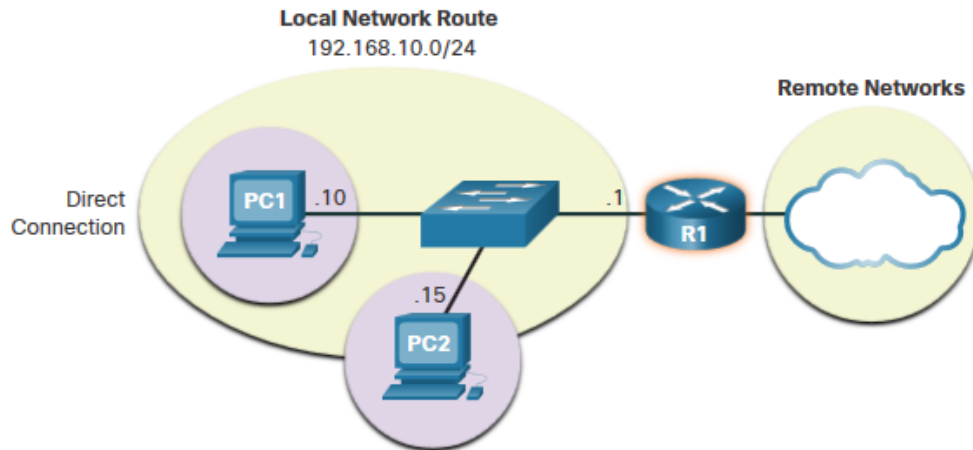 Local Network Route
192.168.10.0/24
Remote Networks
Direct
Connection
PC1
.10
.1
R1
.15
PC2